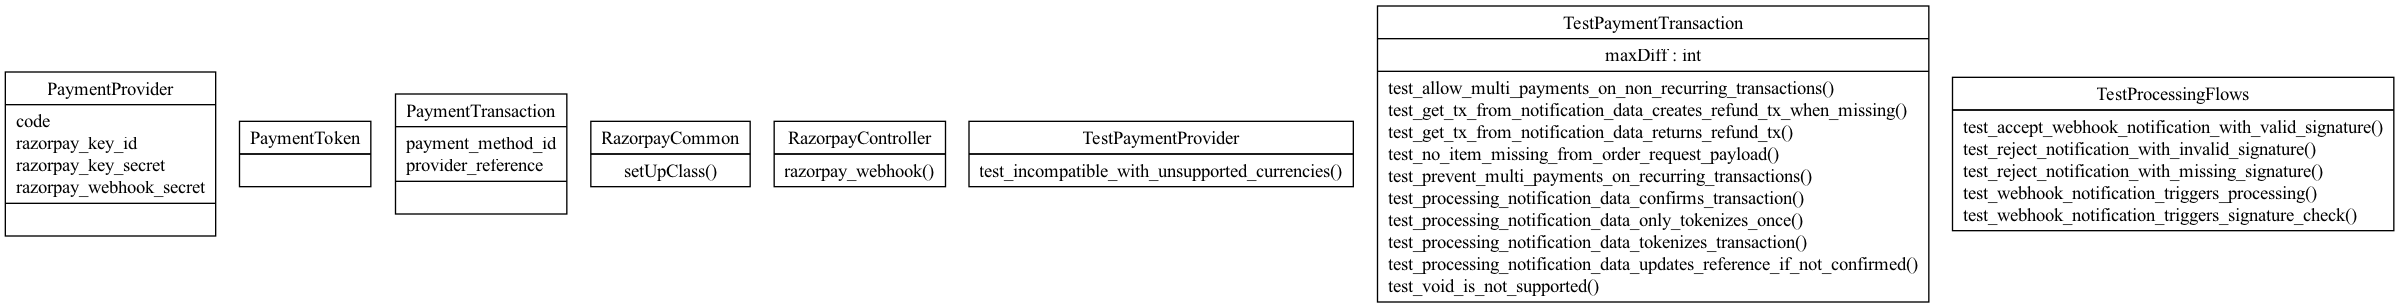 PaymentProvider
code
razorpay_key_id
razorpay_key_secret
razorpay_webhook_secret
PaymentToken
PaymentTransaction
payment_method_id
provider_reference
RazorpayCommon
setUpClass()
RazorpayController
razorpay_webhook()
TestPaymentProvider
test_incompatible_with_unsupported_currencies()
TestPaymentTransaction
maxDiff : int
test_allow_multi_payments_on_non_recurring_transactions()
test_get_tx_from_notification_data_creates_refund_tx_when_missing()
test_get_tx_from_notification_data_returns_refund_tx()
test_no_item_missing_from_order_request_payload()
test_prevent_multi_payments_on_recurring_transactions()
test_processing_notification_data_confirms_transaction()
test_processing_notification_data_only_tokenizes_once()
test_processing_notification_data_tokenizes_transaction()
test_processing_notification_data_updates_reference_if_not_confirmed()
test_void_is_not_supported()
TestProcessingFlows
test_accept_webhook_notification_with_valid_signature()
test_reject_notification_with_invalid_signature()
test_reject_notification_with_missing_signature()
test_webhook_notification_triggers_processing()
test_webhook_notification_triggers_signature_check()